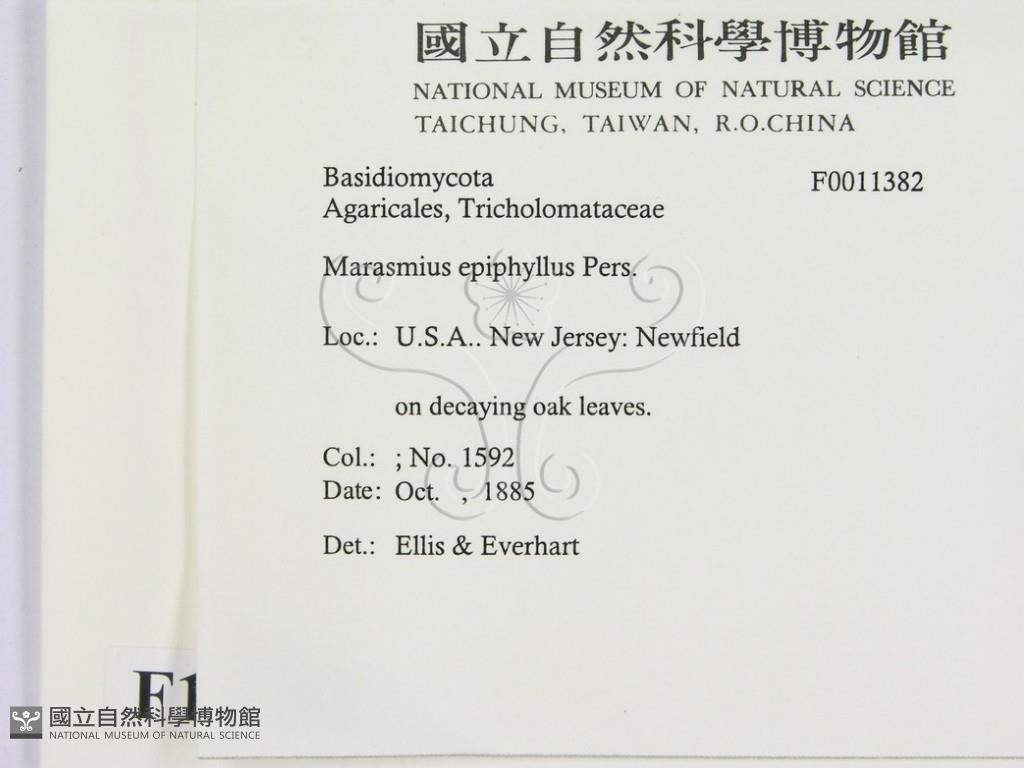 國立自然科學博物館
NATIONAL MUSEUM OF NATURAL SCIENCE
TAICHUNG, TAIWAN, R.O.CHINA
Basidiomycota F0011382
Agaricales, Tricholomataceae
Marasmius epiphyllus Pers.
Loc.: U.S.A.. New Jersey: Newfield
on decaying oak leaves.
Col.: ; No. 1592
Date: Oct. , 1885
Det.: Ellis & Everhart
F1
國立自然科學博物館
NATIONAL MUSEUM OF NATURAL SCIENCE